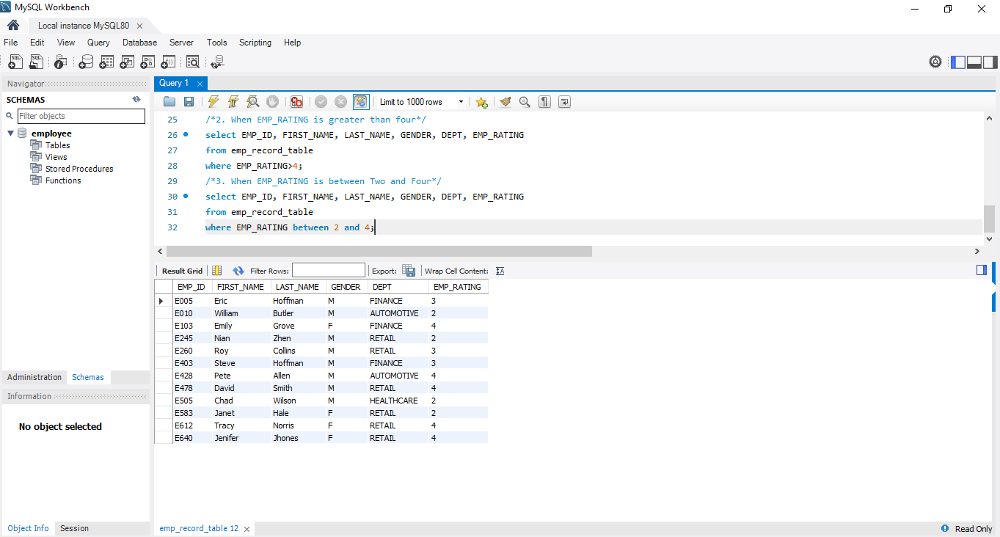 MySQL Workbench
Local instance MySQL80
File Edit View Query Database Server Tools Scripting Help
Navigator
SCHEMAS
Filter objects
employee
Tables
Views
Stored Procedures
Functions
Administration Schemas
Information
No object selected
Object Info Session
Query 1
Limit to 1000 rows
25 /*2. When EMP_RATING is greater than four*/
26 select EMP_ID, FIRST_NAME, LAST_NAME, GENDER, DEPT, EMP_RATING
27 from emp_record_table
28 where EMP_RATING>4;
29 /*3. When EMP_RATING is between Two and Four*/
30 select EMP_ID, FIRST_NAME, LAST_NAME, GENDER, DEPT, EMP_RATING
31 from emp_record_table
32 where EMP_RATING between 2 and 4;
Result Grid Filter Rows: Export: Wrap Cell Content:
EMP_ID FIRST_NAME LAST_NAME GENDER DEPT EMP_RATING
E005 Eric Hoffman M FINANCE 3
E010 William Butler M AUTOMOTIVE 2
E103 Emily Grove F FINANCE 4
E245 Nian Zhen M RETAIL 2
E260 Roy Collins M RETAIL 3
E403 Steve Hoffman M FINANCE 3
E428 Pete Allen M AUTOMOTIVE 4
E478 David Smith M RETAIL 4
E505 Chad Wilson M HEALTHCARE 2
E583 Janet Hale F RETAIL 2
E612 Tracy Norris F RETAIL 4
E640 Jenifer Jhones F RETAIL 4
emp_record_table 12
Read Only